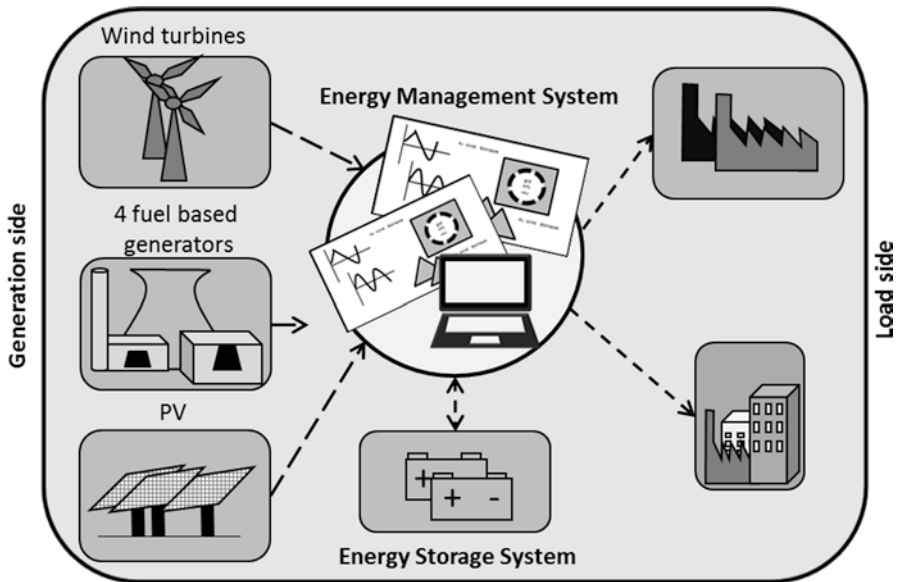 Wind turbines
Energy Management System
4 fuel based
generators
Generation side
Load side
PV
+
+ -
Energy Storage System